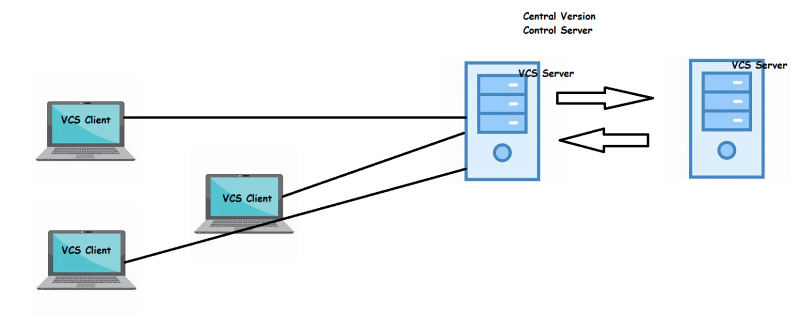 Central Version
Control Server
VCS Server
VCS Server
VCS Client
VCS Client
VCS Client